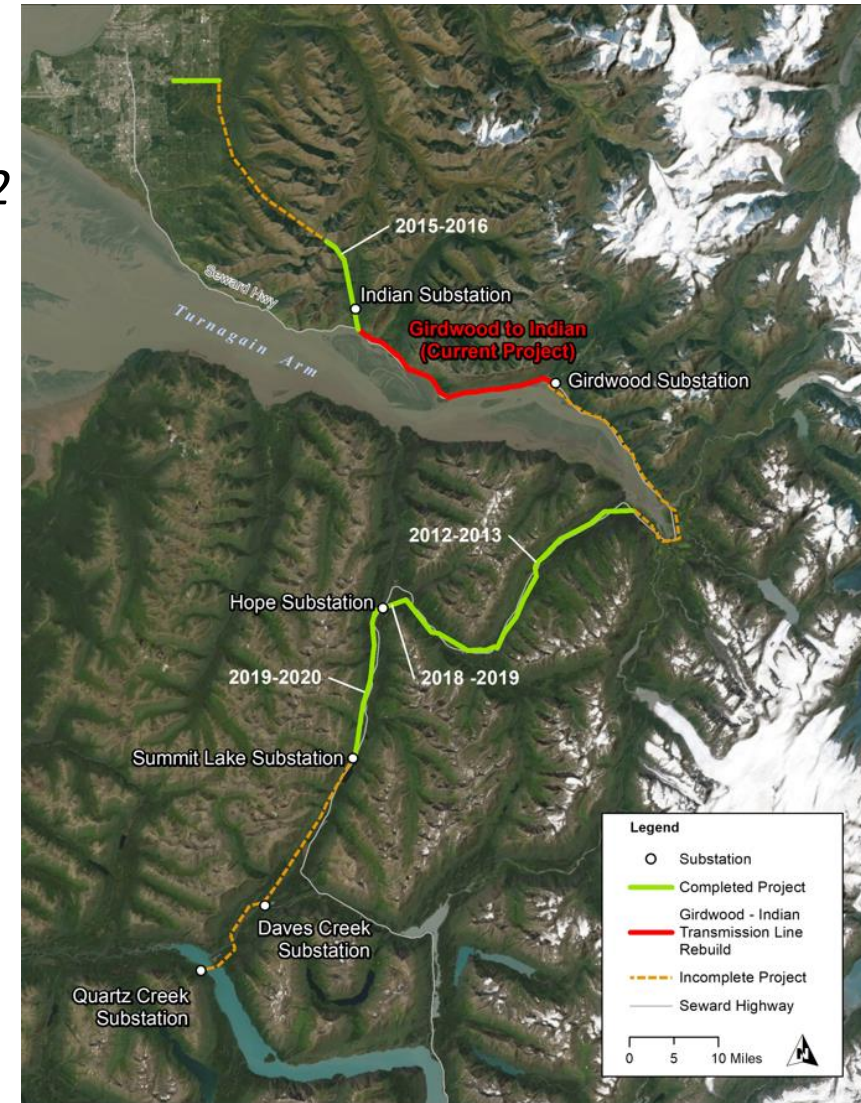 2
2015-2016
Indian Substation
Seward Hwy
Turnagain Arm
Girdwood to Indian
(Current Project)
Girdwood Substation
2012-2013
Hope Substation
2019-2020
2018 -2019
Summit Lake Substation
Daves Creek
Substation
Quartz Creek
Substation
Legend
Substation
Completed Project
Girdwood - Indian
Transmission Line
Rebuild
Incomplete Project
Seward Highway
0 5 10 Miles
N